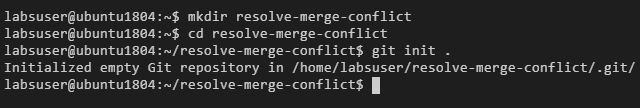 labsuser@ubuntu1804:~$ mkdir resolve-merge-conflict
labsuser@ubuntu1804:~$ cd resolve-merge-conflict
labsuser@ubuntu1804:~/resolve-merge-conflict$ git init .
Initialized empty Git repository in /home/labsuser/resolve-merge-conflict/.git/
labsuser@ubuntu1804:~/resolve-merge-conflict$